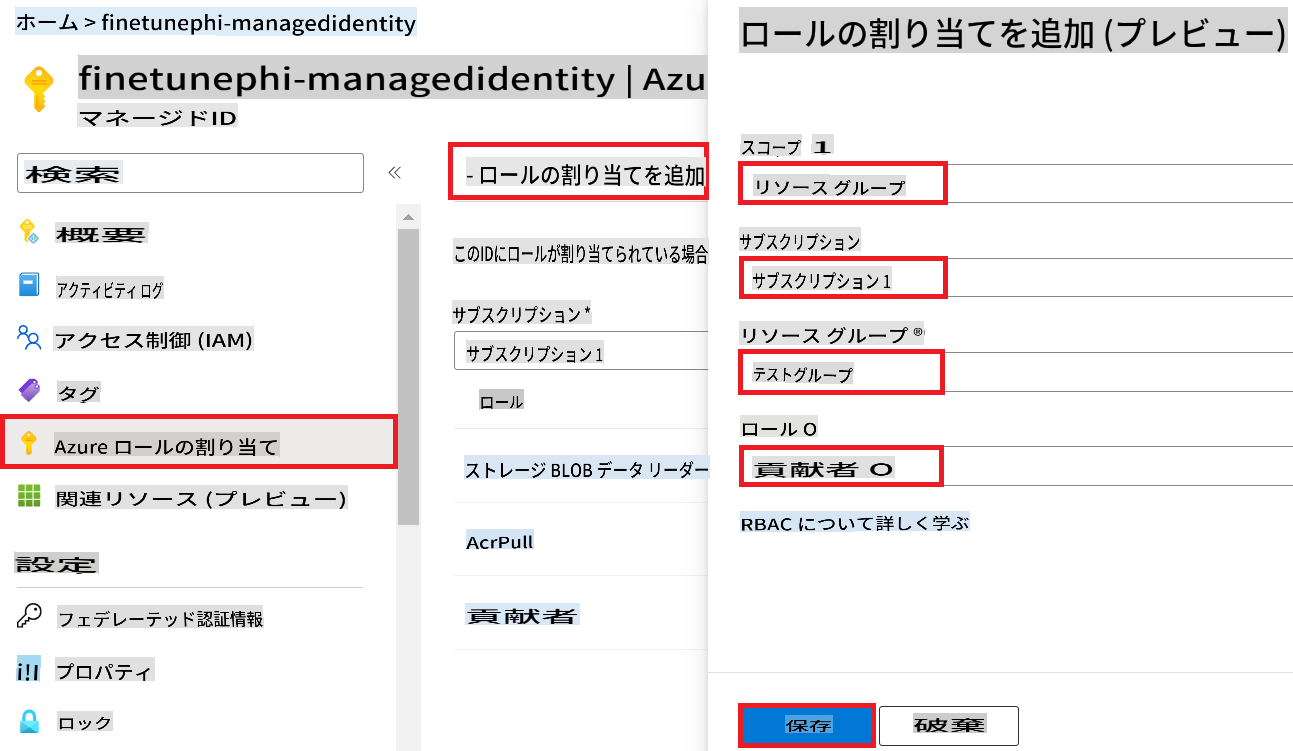 ホーム > finetunephi-managedidentity
finetunephi-managedidentity | Azu
マネージドID
検索
概要
アクティビティ ログ
アクセス制御 (IAM)
タグ
Azure ロールの割り当て
関連リソース (プレビュー)
設定
フェデレーテッド認証情報
プロパティ
ロック
- ロールの割り当てを追加
このIDにロールが割り当てられている場合
サブスクリプション *
サブスクリプション 1
ロール
ストレージ BLOB データ リーダー
AcrPull
貢献者
ロールの割り当てを追加 (プレビュー)
スコープ 1
リソース グループ
サブスクリプション
サブスクリプション 1
リソース グループ ®
テストグループ
ロール O
貢献者 O
RBAC について詳しく学ぶ
保存
破棄